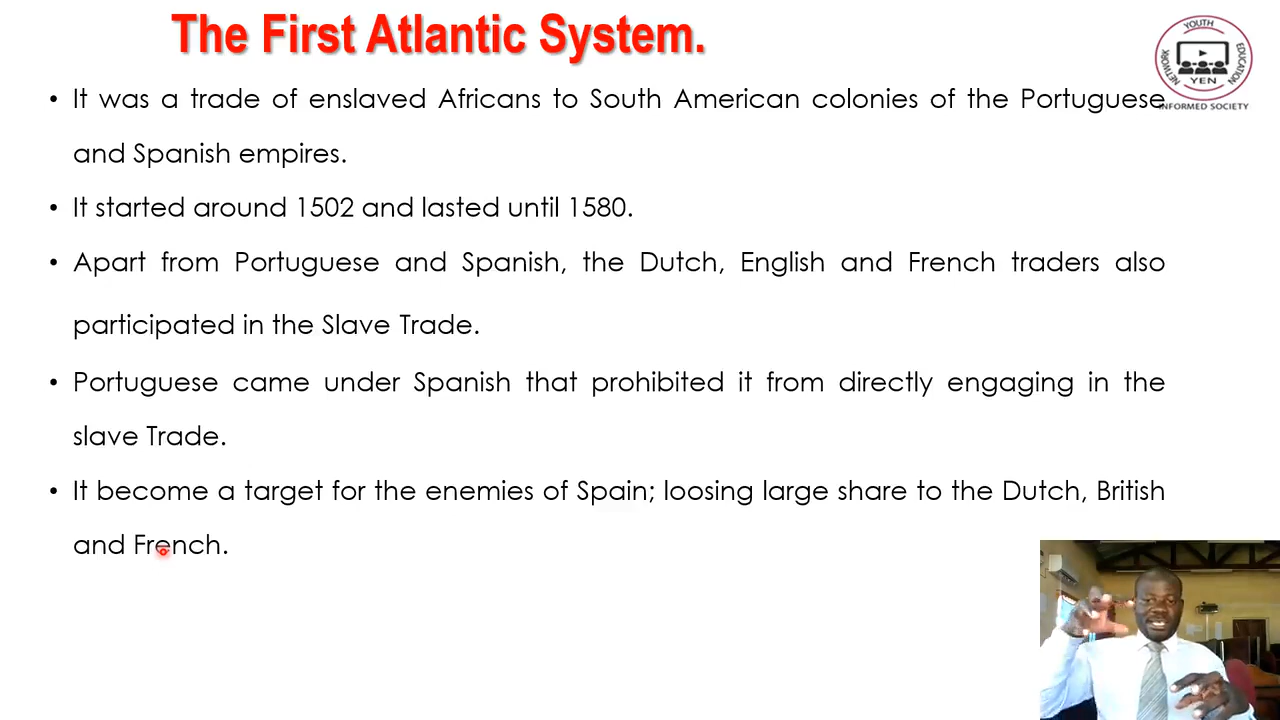 The First Atlantic System.
YOUTH
EDUCATION
NETWORK
YEN
INFORMED SOCIETY
• It was a trade of enslaved Africans to South American colonies of the Portuguese
and Spanish empires.
• It started around 1502 and lasted until 1580.
• Apart from Portuguese and Spanish, the Dutch, English and French traders also
participated in the Slave Trade.
• Portuguese came under Spanish that prohibited it from directly engaging in the
slave Trade.
• It become a target for the enemies of Spain; loosing large share to the Dutch, British
and French.